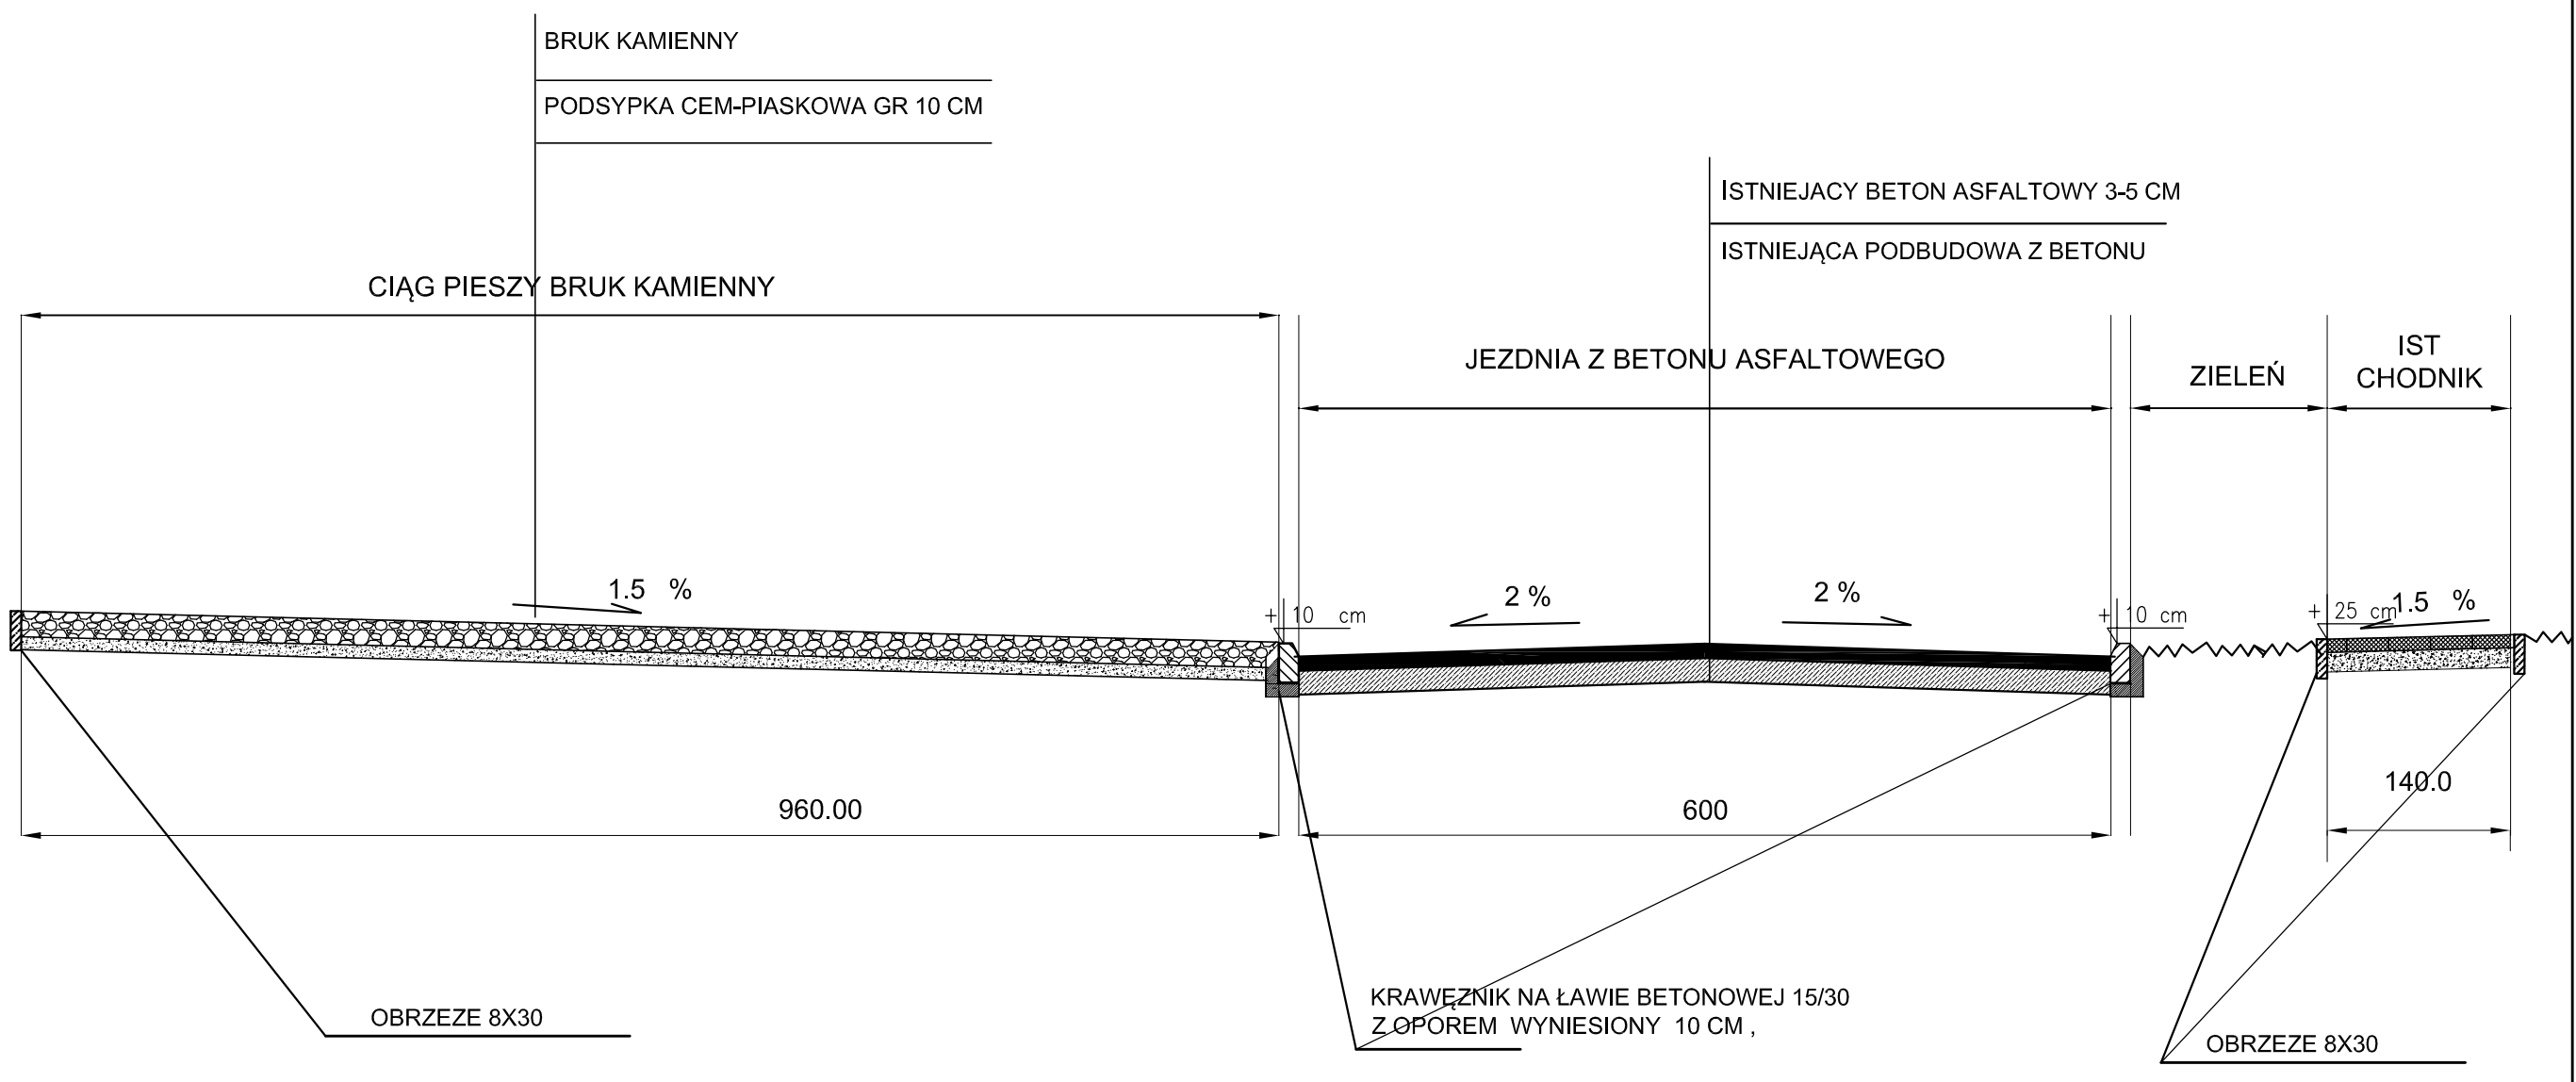 BRUK KAMIENNY
PODSYPKA CEM-PIASKOWA GR 10 CM
ISTNIEJACY BETON ASFALTOWY 3-5 CM
ISTNIEJĄCA PODBUDOWA Z BETONU
CIĄG PIESZY BRUK KAMIENNY
JEZDNIA Z BETONU ASFALTOWEGO
ZIELEŃ
IST
CHODNIK
1.5 %
+ 10 cm
2 %
2 %
+ 10 cm
+ 25 cm
1.5 %
960.00
600
140.0
OBRZEZE 8X30
KRAWĘZNIK NA ŁAWIE BETONOWEJ 15/30
Z OPOREM WYNIESIONY 10 CM ,
OBRZEZE 8X30